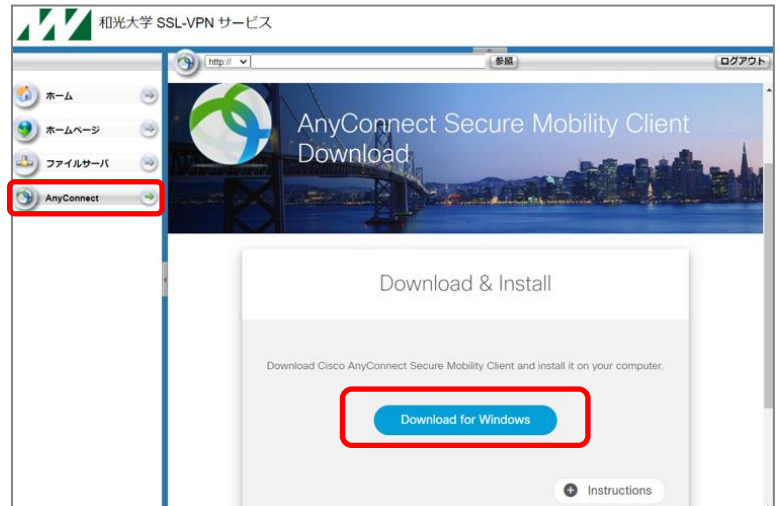 和光大学 SSL-VPN サービス
http://
参照
ログアウト
ホーム
ホームページ
ファイルサーバ
AnyConnect
AnyConnect Secure Mobility Client
Download
Download & Install
Download Cisco AnyConnect Secure Mobility Client and install it on your computer.
Download for Windows
Instructions